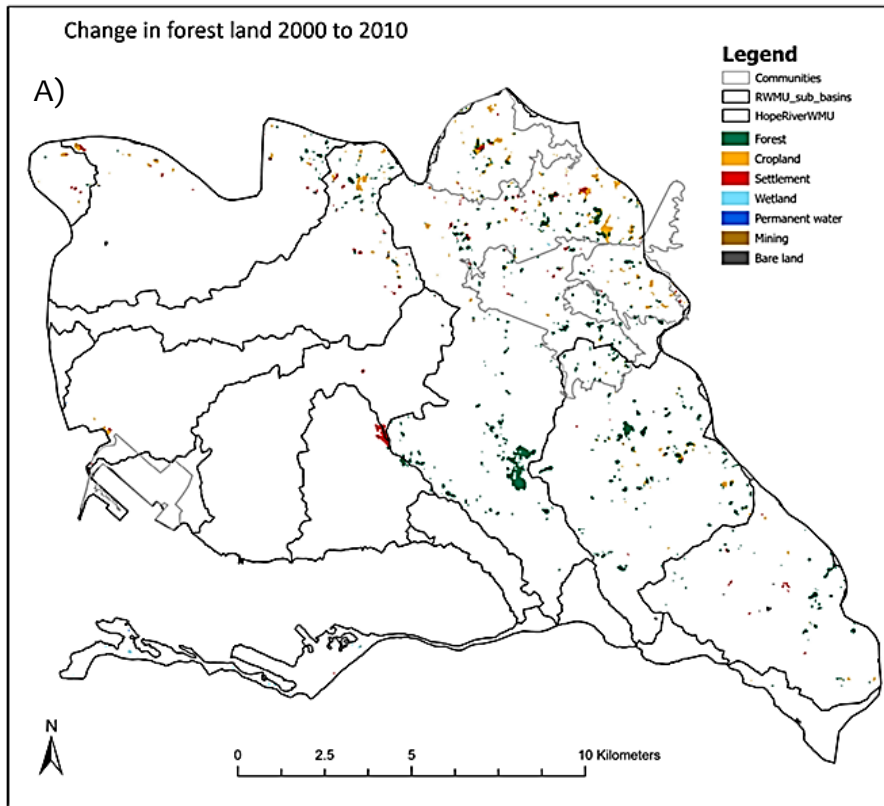 Change in forest land 2000 to 2010
A)
Legend
Communities
RWMU_sub_basins
HopeRiverWMU
Forest
Cropland
Settlement
Wetland
Permanent water
Mining
Bare land
N
0 2.5 5 10 Kilometers